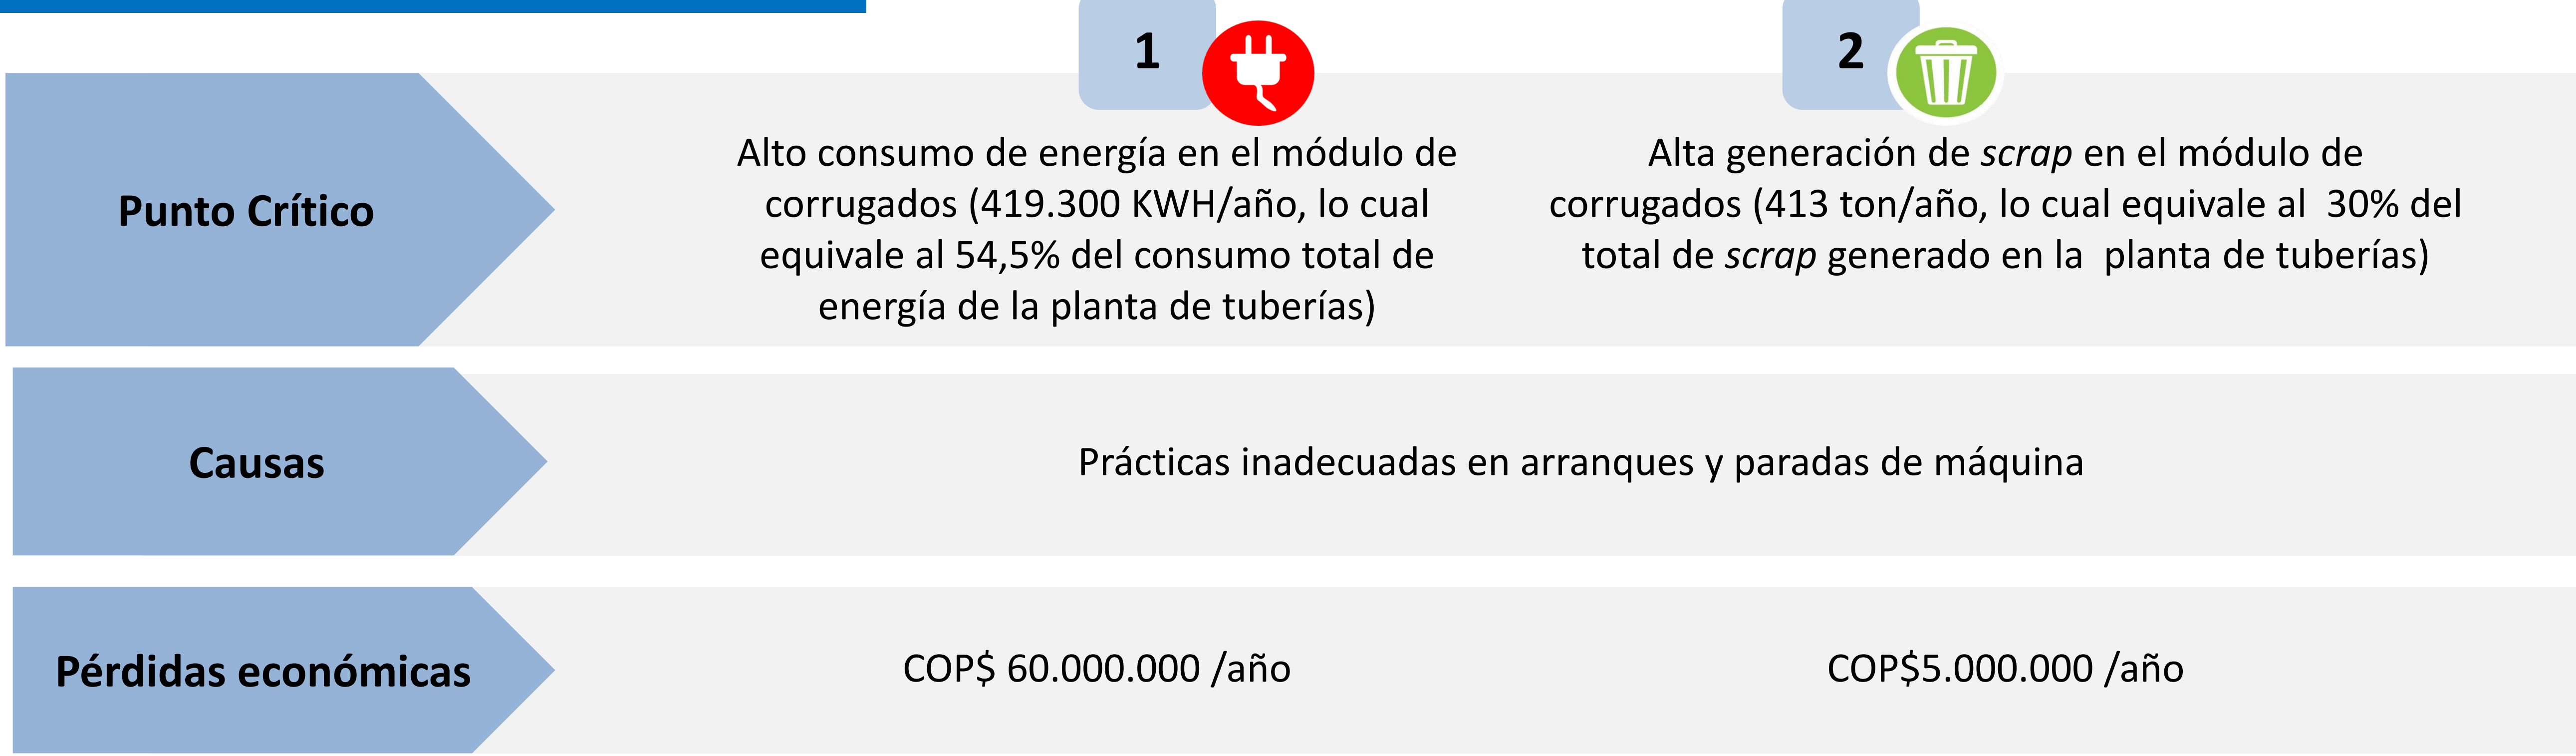 1
2
Punto Crítico
Alto consumo de energía en el módulo de
corrugados (419.300 KWH/año, lo cual
equivale al 54,5% del consumo total de
energía de la planta de tuberías)
Alta generación de scrap en el módulo de
corrugados (413 ton/año, lo cual equivale al 30% del
total de scrap generado en la planta de tuberías)
Causas
Prácticas inadecuadas en arranques y paradas de máquina
Pérdidas económicas
COP$ 60.000.000 /año
COP$5.000.000 /año